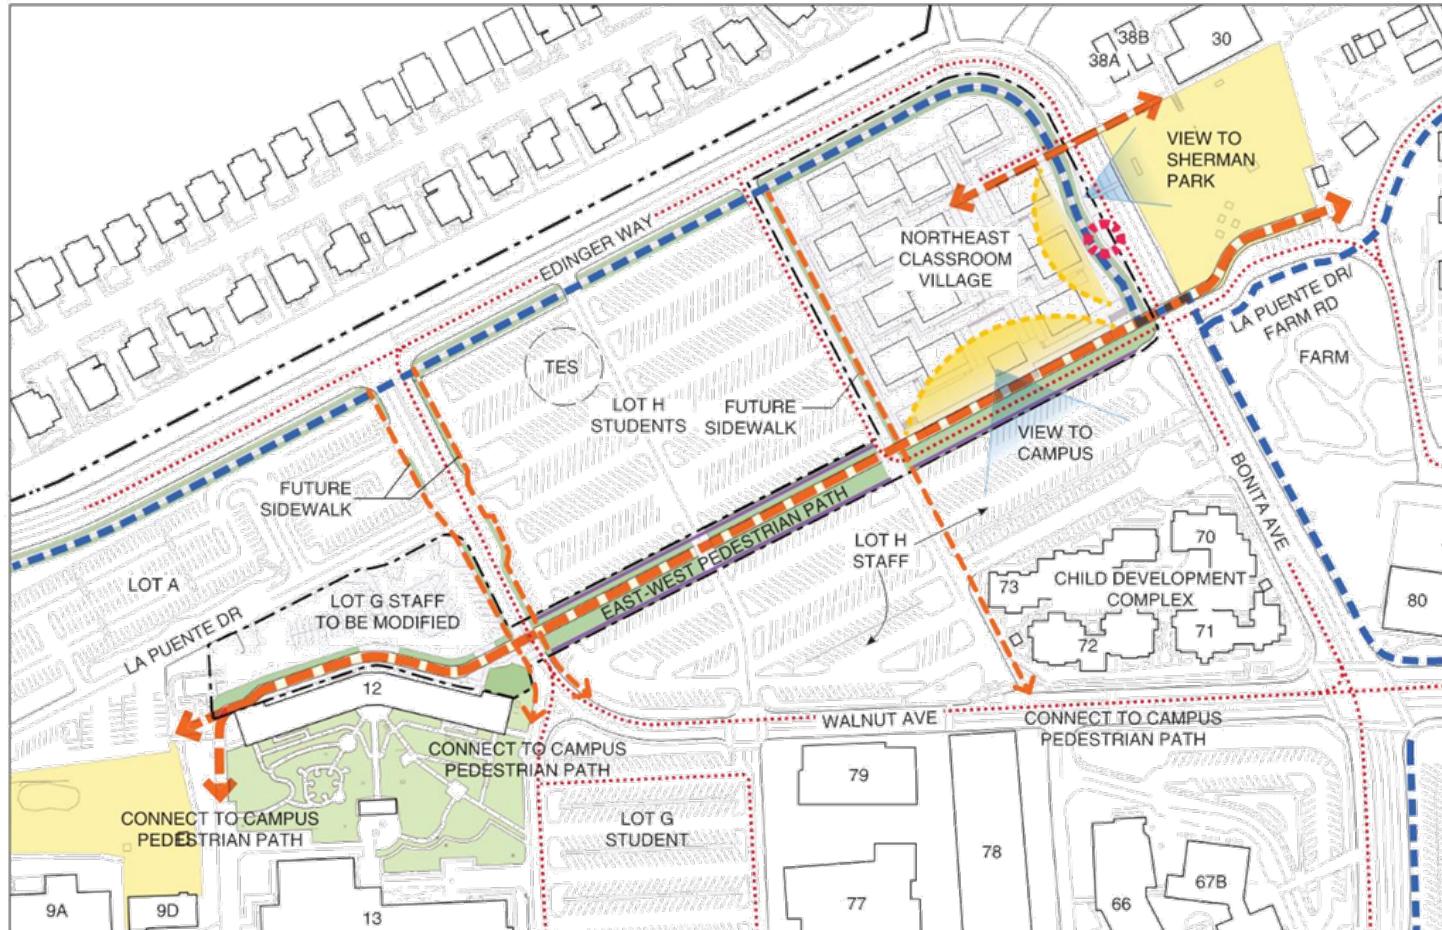 38B
38A
30
VIEW TO
SHERMAN
PARK
EDINGER WAY
NORTHEAST
CLASSROOM
VILLAGE
LA PUENTE DR/
FARM RD
FARM
TES
LOT H
STUDENTS
FUTURE
SIDEWALK
VIEW TO
CAMPUS
BONITA AVE
FUTURE
SIDEWALK
EAST-WEST PEDESTRIAN PATH
LOT H
STAFF
LOT A
LOT G STAFF
TO BE MODIFIED
LA PUENTE DR
70
73
CHILD DEVELOPMENT
COMPLEX
72
71
80
12
WALNUT AVE
CONNECT TO CAMPUS
PEDESTRIAN PATH
CONNECT TO CAMPUS
PEDESTRIAN PATH
79
CONNECT TO CAMPUS
PEDESTRIAN PATH
LOT G
STUDENT
78
9A
9D
13
77
66
67B